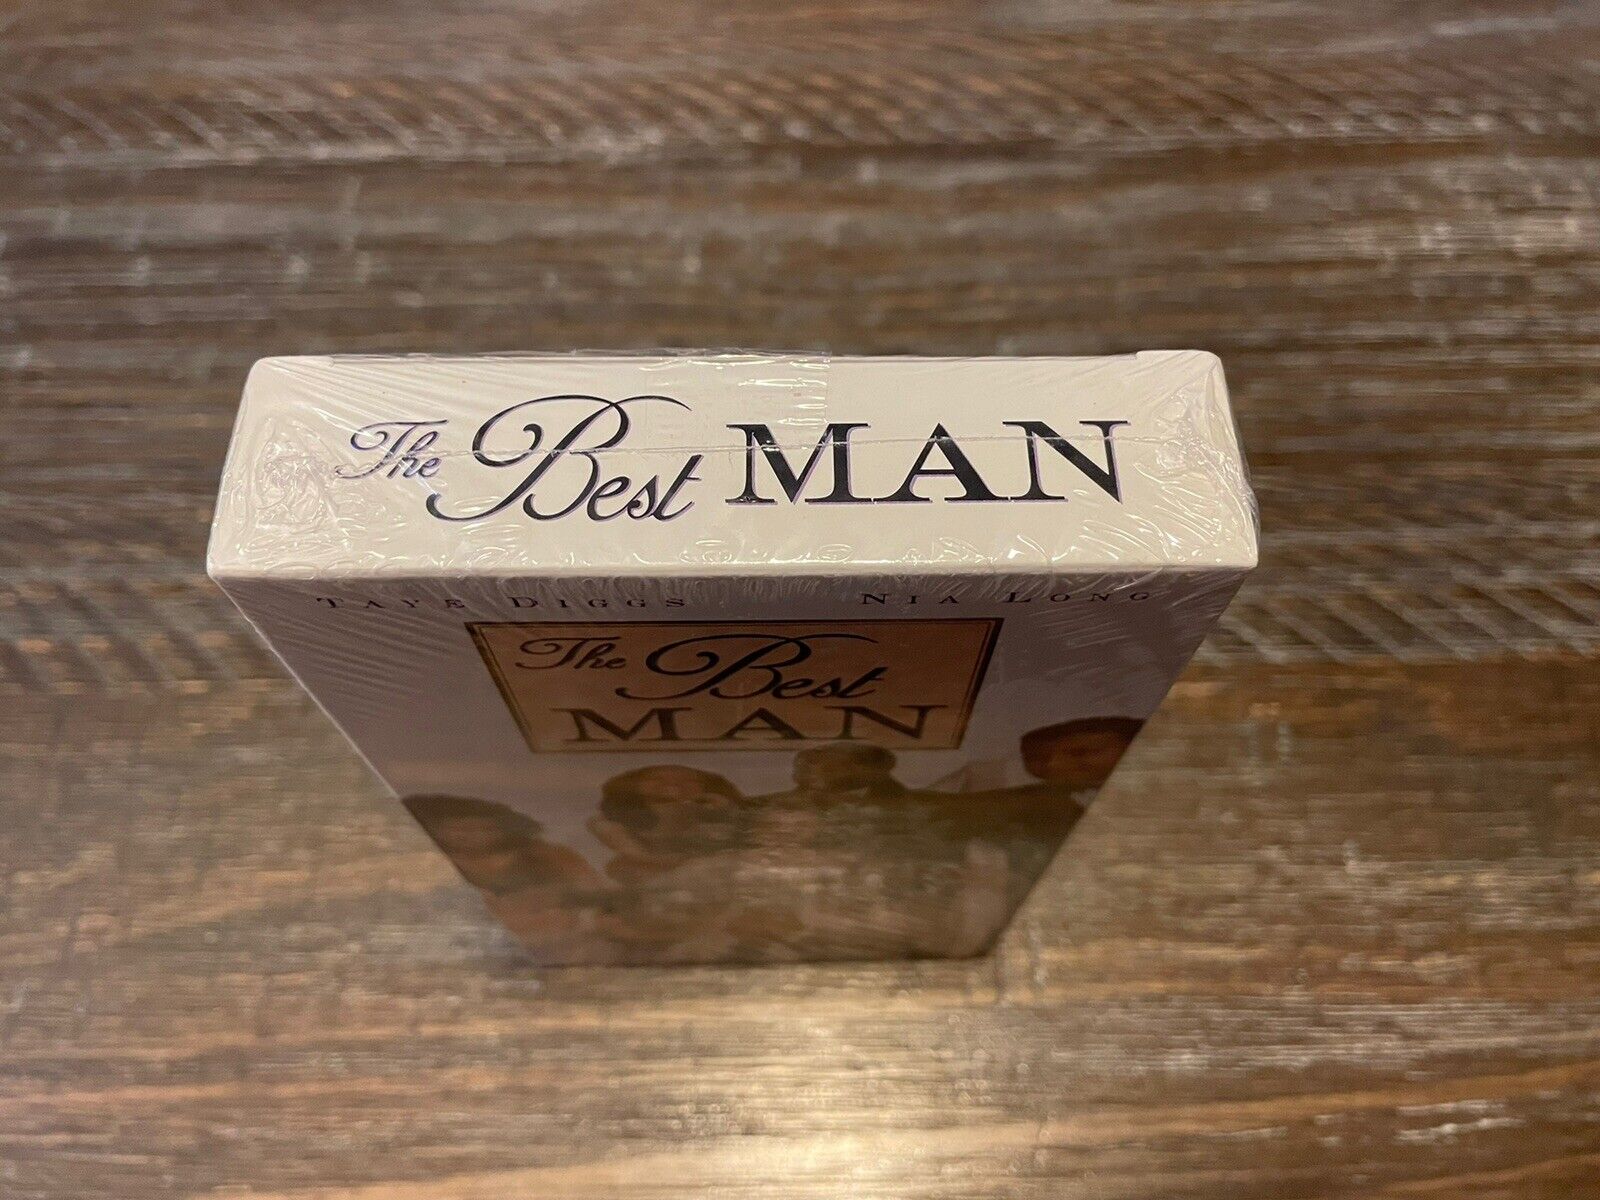 The Best MAN
TAYE DIGGS NIA LONG
The Best
MAN